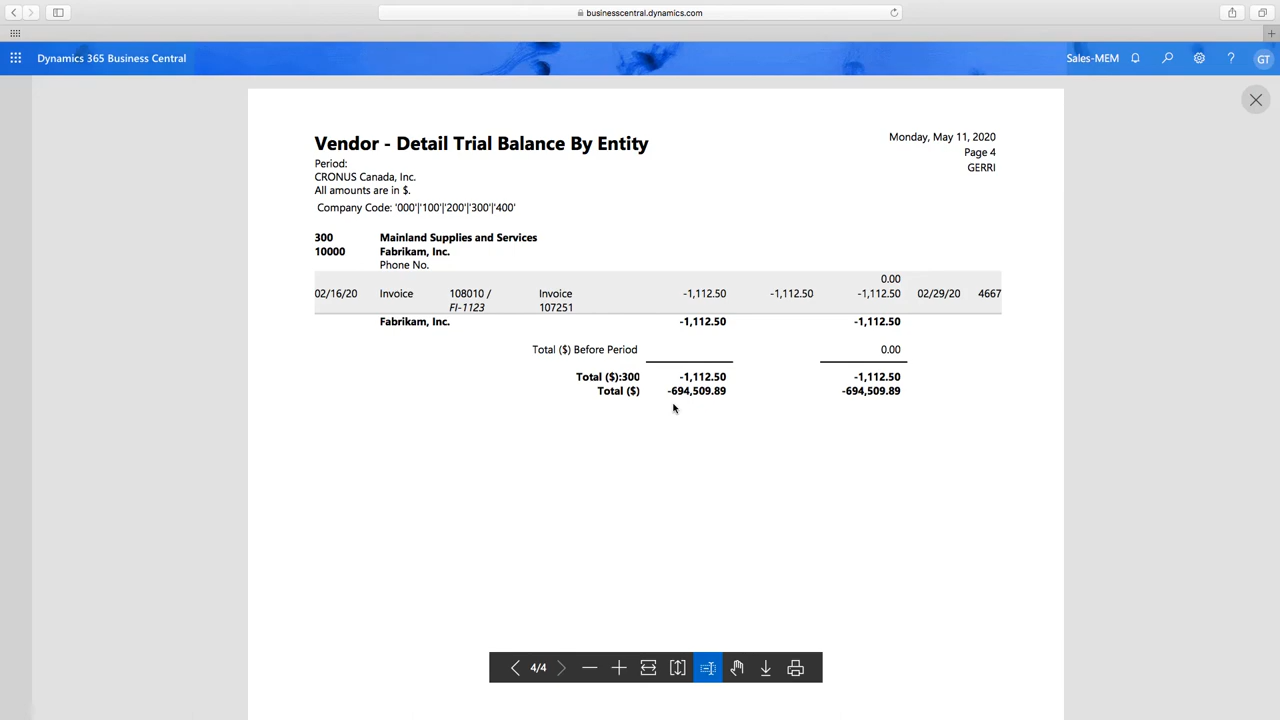 businesscentral.dynamics.com
Dynamics 365 Business Central
Sales-MEM
?
GT
Vendor - Detail Trial Balance By Entity
Monday, May 11, 2020
Period:
Page 4
CRONUS Canada, Inc.
GERRI
All amounts are in $.
Company Code: '000'|'100'|'200'|'300'|'400'
300 Mainland Supplies and Services
10000 Fabrikam, Inc.
Phone No.
0.00
02/16/20 Invoice 108010 / Invoice -1,112.50 -1,112.50 -1,112.50 02/29/20 4667
FI-1123 107251
Fabrikam, Inc. -1,112.50 -1,112.50
Total ($) Before Period 0.00
Total ($):300 -1,112.50 -1,112.50
Total ($) -694,509.89 -694,509.89
4/4